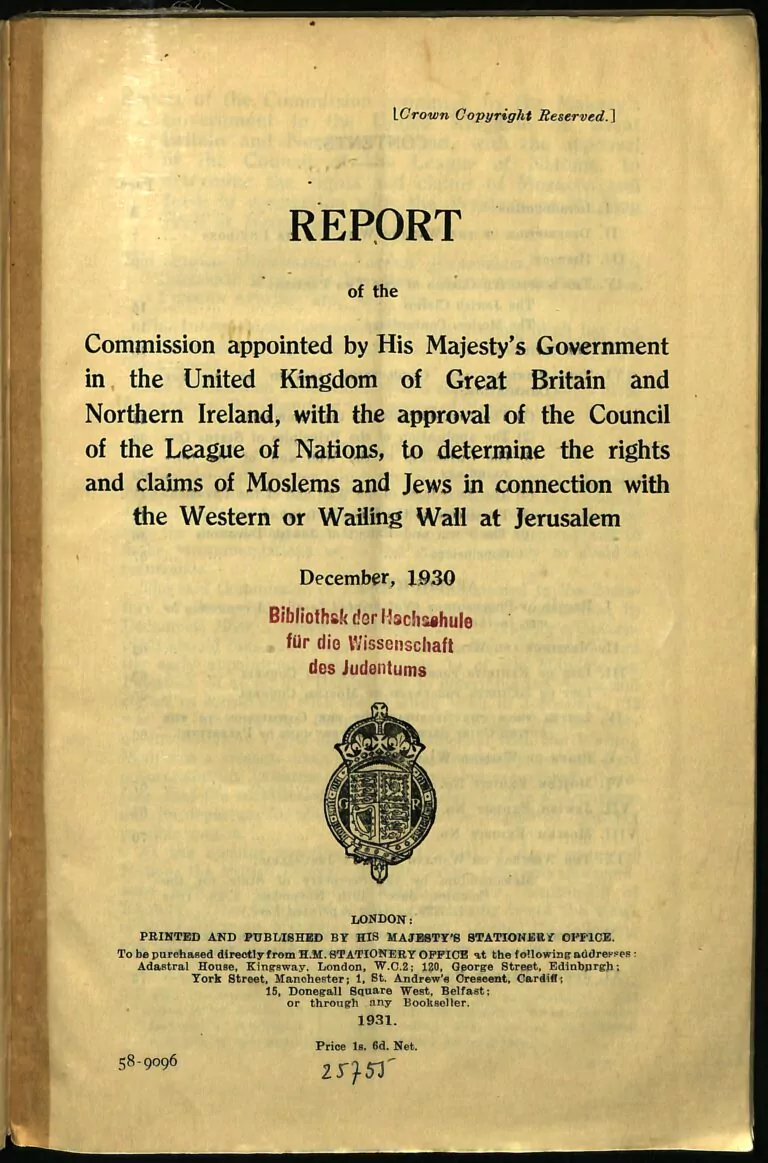 [Crown Copyright Reserved.]
REPORT
of the
Commission appointed by His Majesty's Government
in the United Kingdom of Great Britain and
Northern Ireland, with the approval of the Council
of the League of Nations, to determine the rights
and claims of Moslems and Jews in connection with
the Western or Wailing Wall at Jerusalem
December, 1930
Bibliothek der Hochschule
für die Wissenschaft
des Judentums
G R
LONDON:
PRINTED AND PUBLISHED BY HIS MAJESTY'S STATIONERY OFFICE.
To be purchased directly from H.M. STATIONERY OFFICE at the following addresses:
Adastral House, Kingsway, London, W.C.2; 120, George Street, Edinburgh;
York Street, Manchester; 1, St. Andrew's Crescent, Cardiff;
15, Donegall Square West, Belfast;
or through any Bookseller.
1931.
Price 1s. 6d. Net.
58-9096
25755